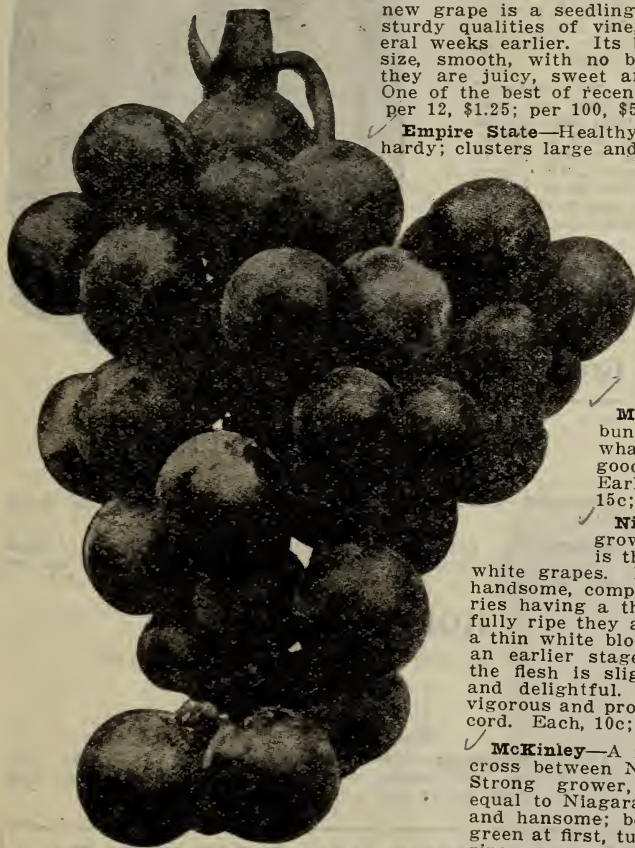 new grape is a seedling
sturdy qualities of vine,
eral weeks earlier. Its
size, smooth, with no b
they are juicy, sweet a
One of the best of recen
per 12, $1.25; per 100, $5
Empire State—Healthy
hardy; clusters large and
M
bun
wha
good
Earl
15c;
Ni
grow
is th
white grapes.
handsome, comp
ries having a th
fully ripe they a
a thin white blo
an earlier stage
the flesh is slig
and delightful.
vigorous and pro
cord. Each, 10c;
McKinley—A
cross between N
Strong grower,
equal to Niagara
and hansome; b
green at first, tu